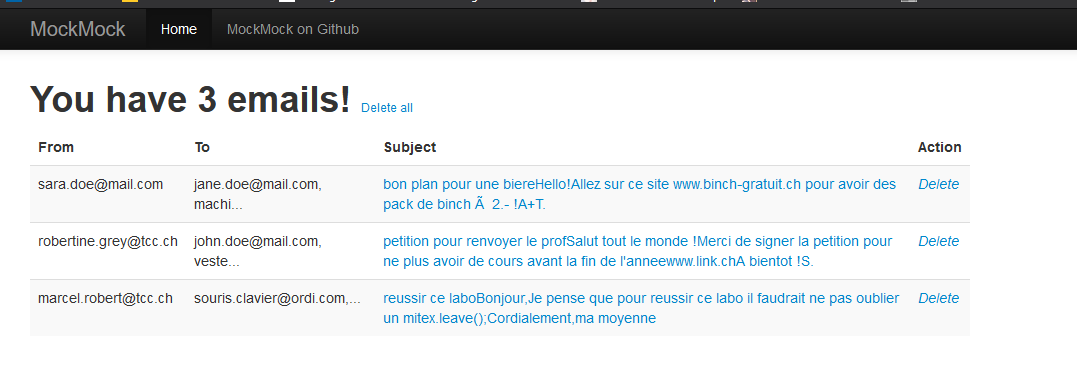 MockMock Home MockMock on Github
You have 3 emails! Delete all
From To Subject Action
sara.doe@mail.com jane.doe@mail.com, machi... bon plan pour une biereHello!Allez sur ce site www.binch-gratuit.ch pour avoir des pack de binch Ã 2.- !A+T. Delete
robertine.grey@tcc.ch john.doe@mail.com, veste... petition pour renvoyer le profSalut tout le monde !Merci de signer la petition pour ne plus avoir de cours avant la fin de l'anneewww.link.chA bientot !S. Delete
marcel.robert@tcc.ch souris.clavier@ordi.com,... reussir ce laboBonjour,Je pense que pour reussir ce labo il faudrait ne pas oublier un mitex.leave();Cordialement,ma moyenne Delete